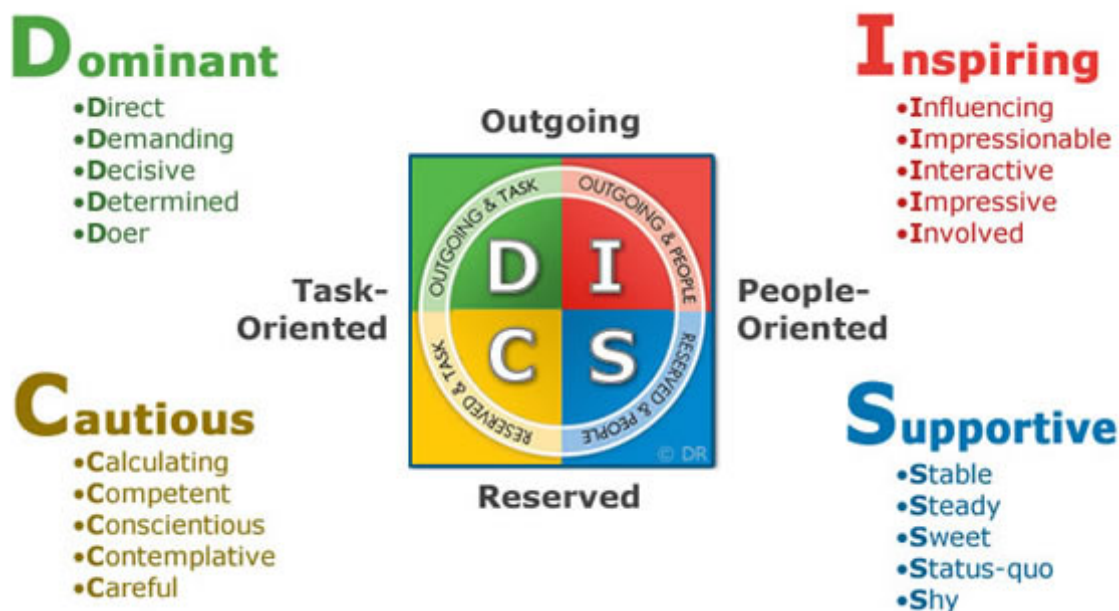 Dominant
•Direct
•Demanding
•Decisive
•Determined
•Doer
Inspiring
•Influencing
•Impressionable
•Interactive
•Impressive
•Involved
Outgoing
Task-
Oriented
People-
Oriented
OUTGOING & TASK
OUTGOING & PEOPLE
D I
C S
RESERVED & TASK
RESERVED & PEOPLE
© DR
Reserved
Cautious
•Calculating
•Competent
•Conscientious
•Contemplative
•Careful
Supportive
•Stable
•Steady
•Sweet
•Status-quo
•Shy